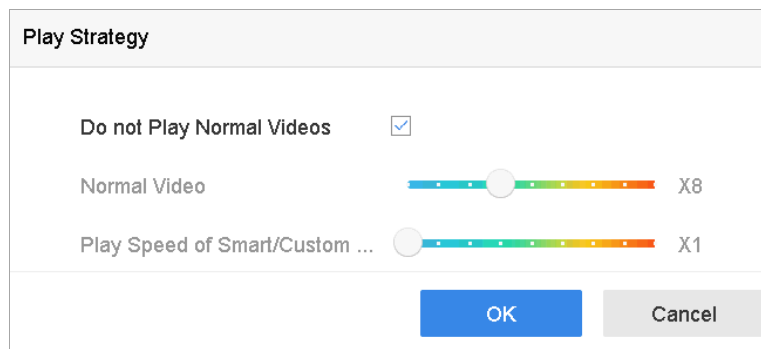 Play Strategy
Do not Play Normal Videos
Normal Video X8
Play Speed of Smart/Custom ... X1
OK Cancel